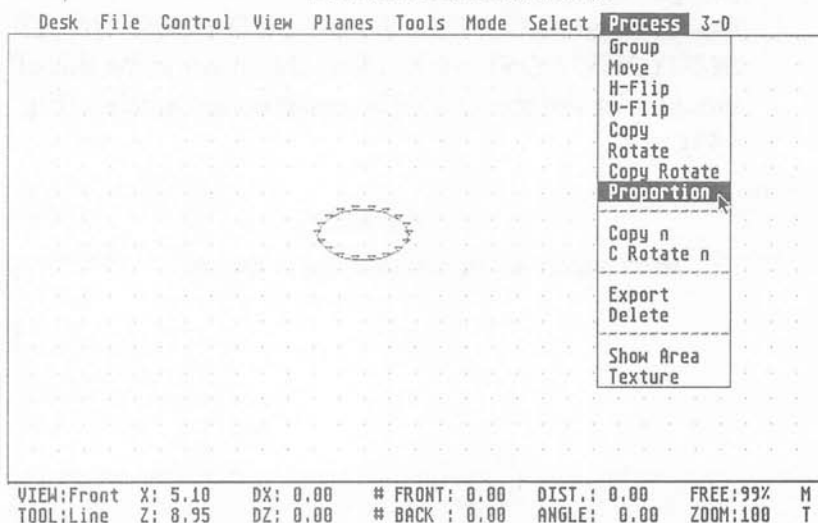 Desk File Control View Planes Tools Mode Select Process 3-D
Group
Move
H-Flip
V-Flip
Copy
Rotate
Copy Rotate
Proportion
Copy n
C Rotate n
Export
Delete
Show Area
Texture
VIEW:Front X: 5.10 DX: 0.00 # FRONT: 0.00 DIST.: 0.00 FREE:99% M
TOOL:Line Z: 8.95 DZ: 0.00 # BACK : 0.00 ANGLE: 0.00 ZOOM:100 T